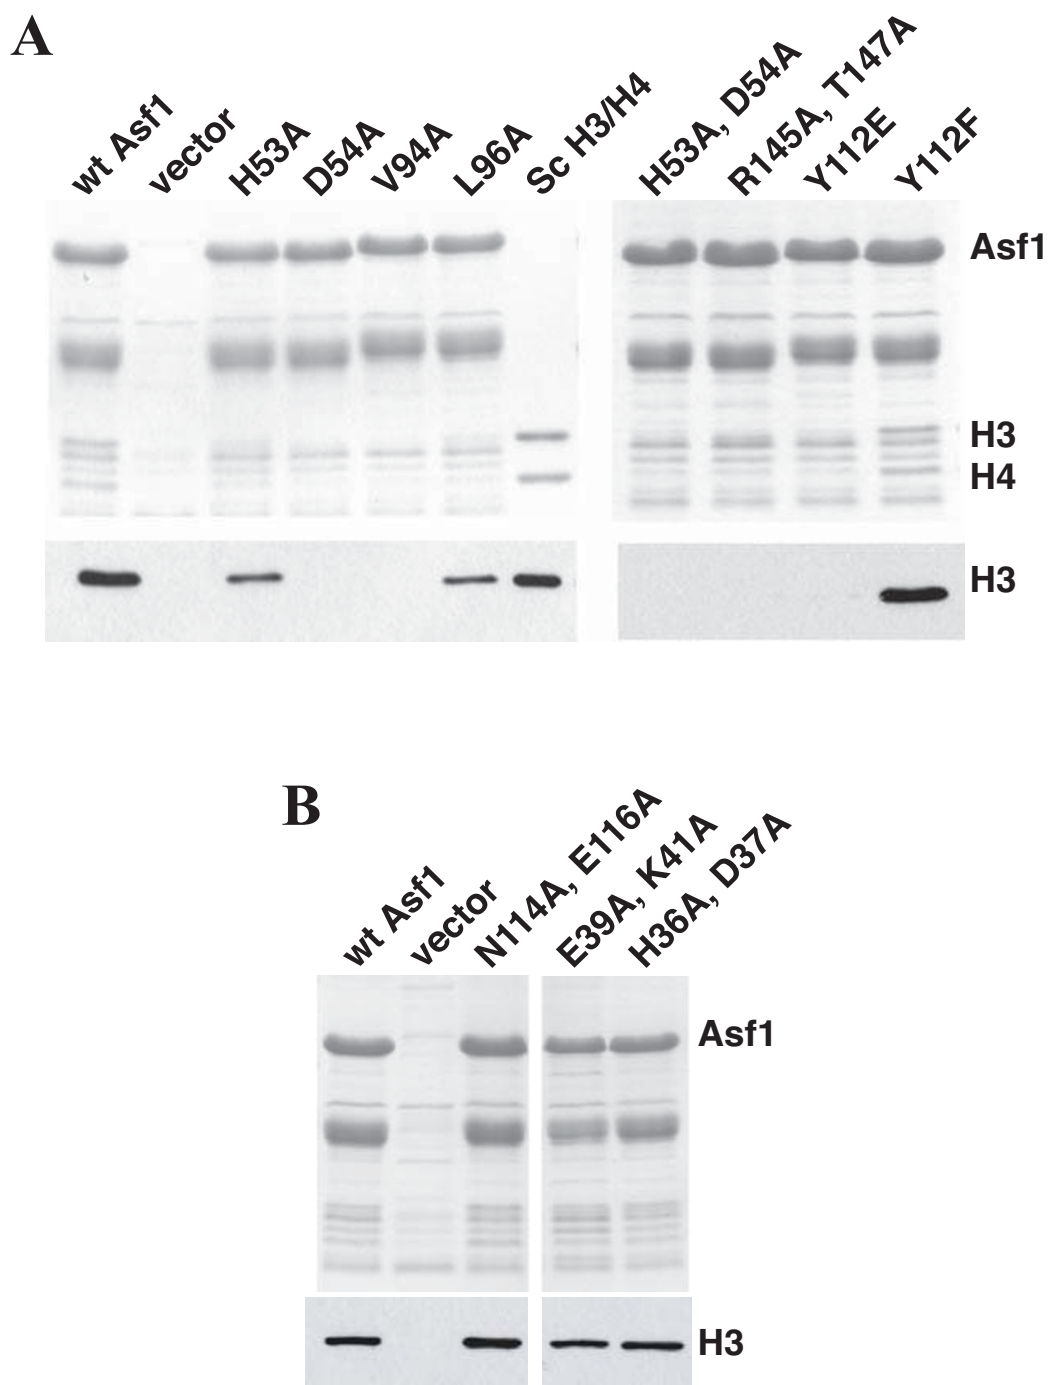 A
wt Asf1
vector
H53A
D54A
V94A
L96A
Sc H3/H4
H53A, D54A
R145A, T147A
Y112E
Y112F
Asf1
H3
H4
H3
B
wt Asf1
vector
N114A, E116A
E39A, K41A
H36A, D37A
Asf1
H3